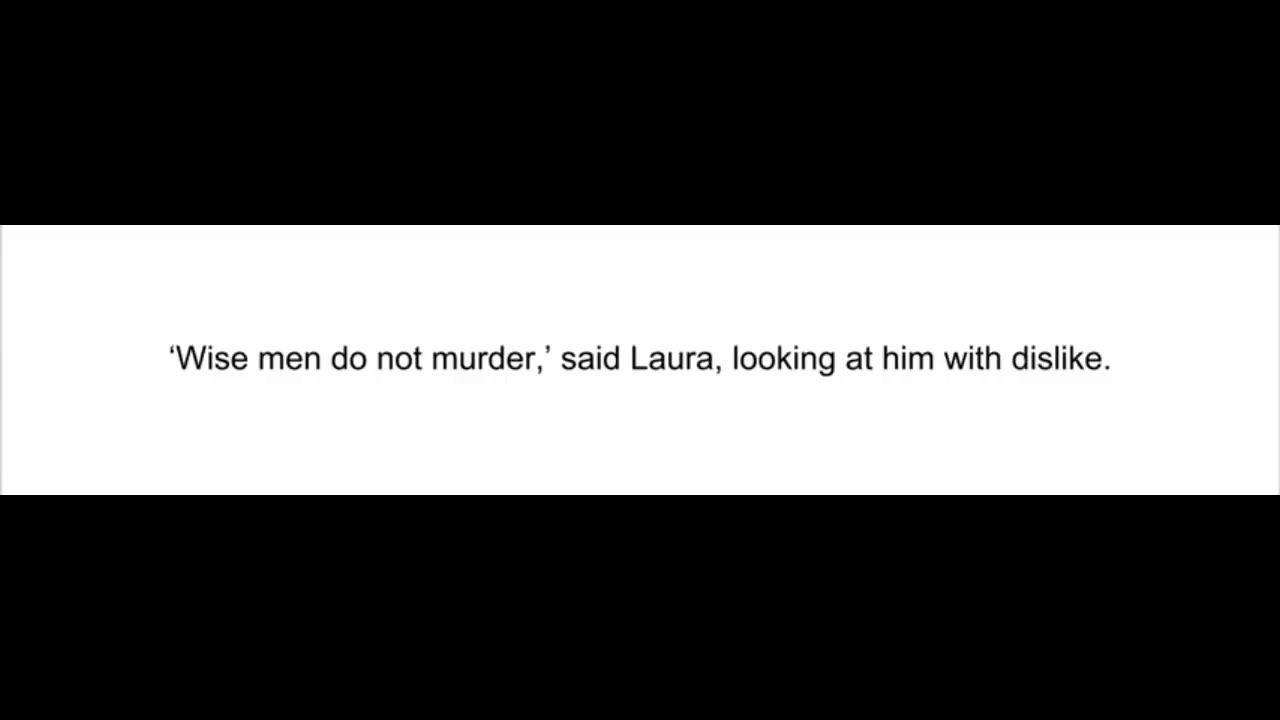 ‘Wise men do not murder,’ said Laura, looking at him with dislike.